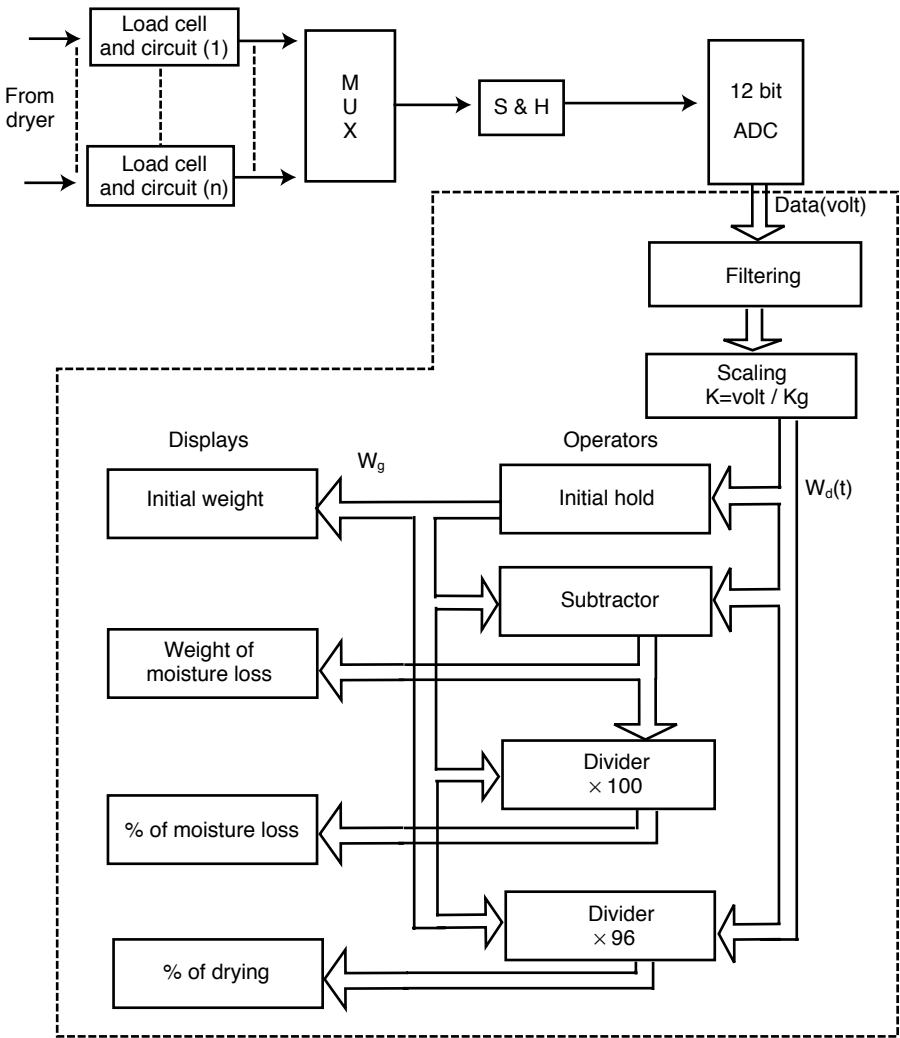 Load cell
and circuit (1)
From
dryer
Load cell
and circuit (n)
M
U
X
S & H
12 bit
ADC
Data(volt)
Filtering
Scaling
K=volt / Kg
Displays
Operators
Wg
Initial weight
Initial hold
Wd(t)
Subtractor
Weight of
moisture loss
Divider
× 100
% of moisture loss
Divider
× 96
% of drying